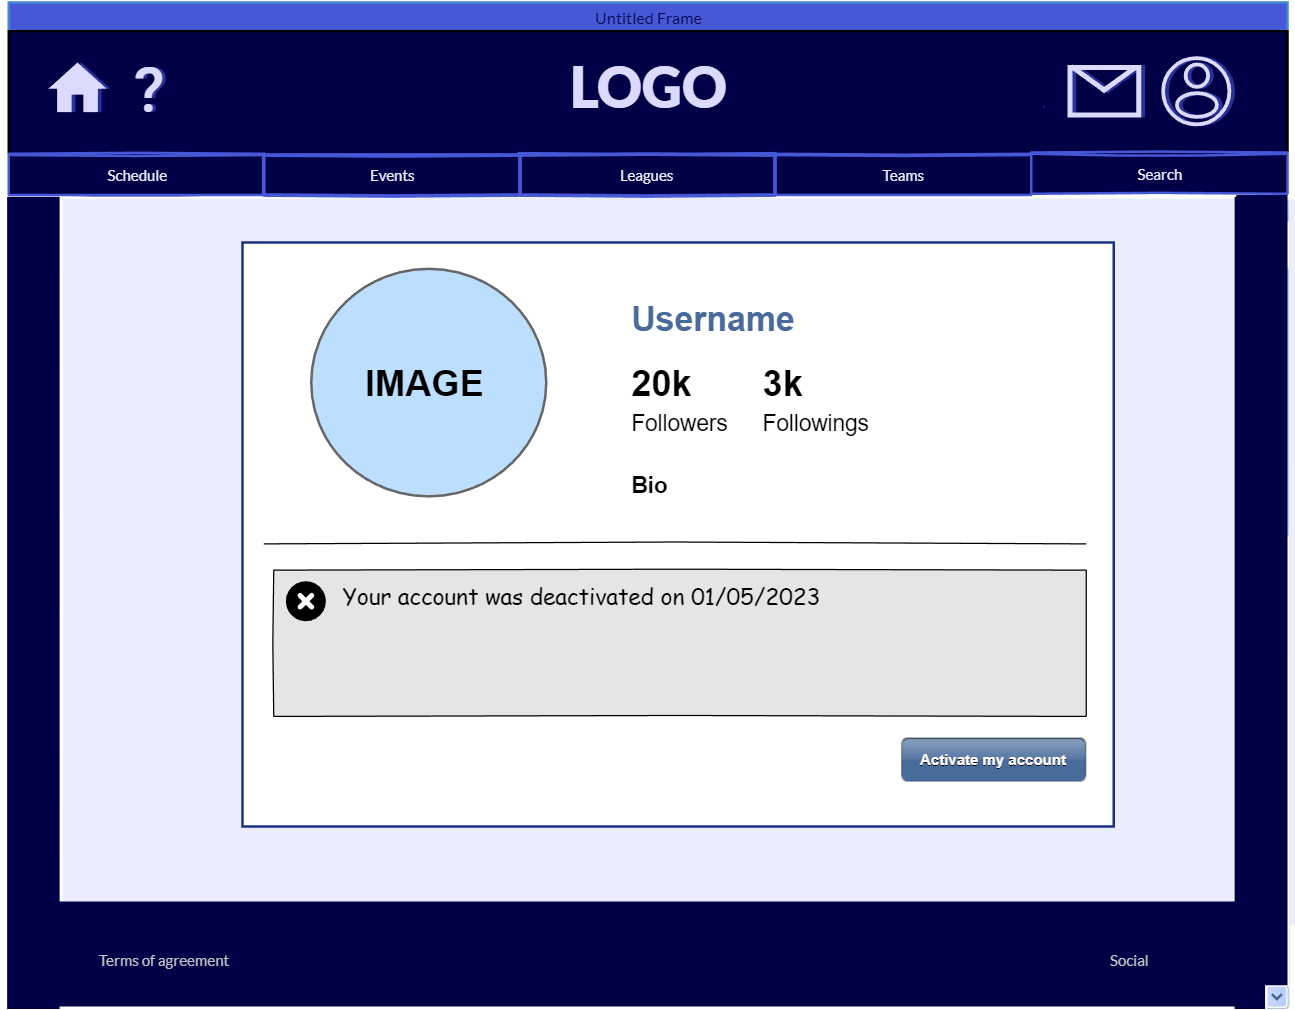 Untitled Frame
?
LOGO
Schedule Events Leagues Teams Search
IMAGE
Username
20k 3k
Followers Followings
Bio
Your account was deactivated on 01/05/2023
Activate my account
Terms of agreement Social